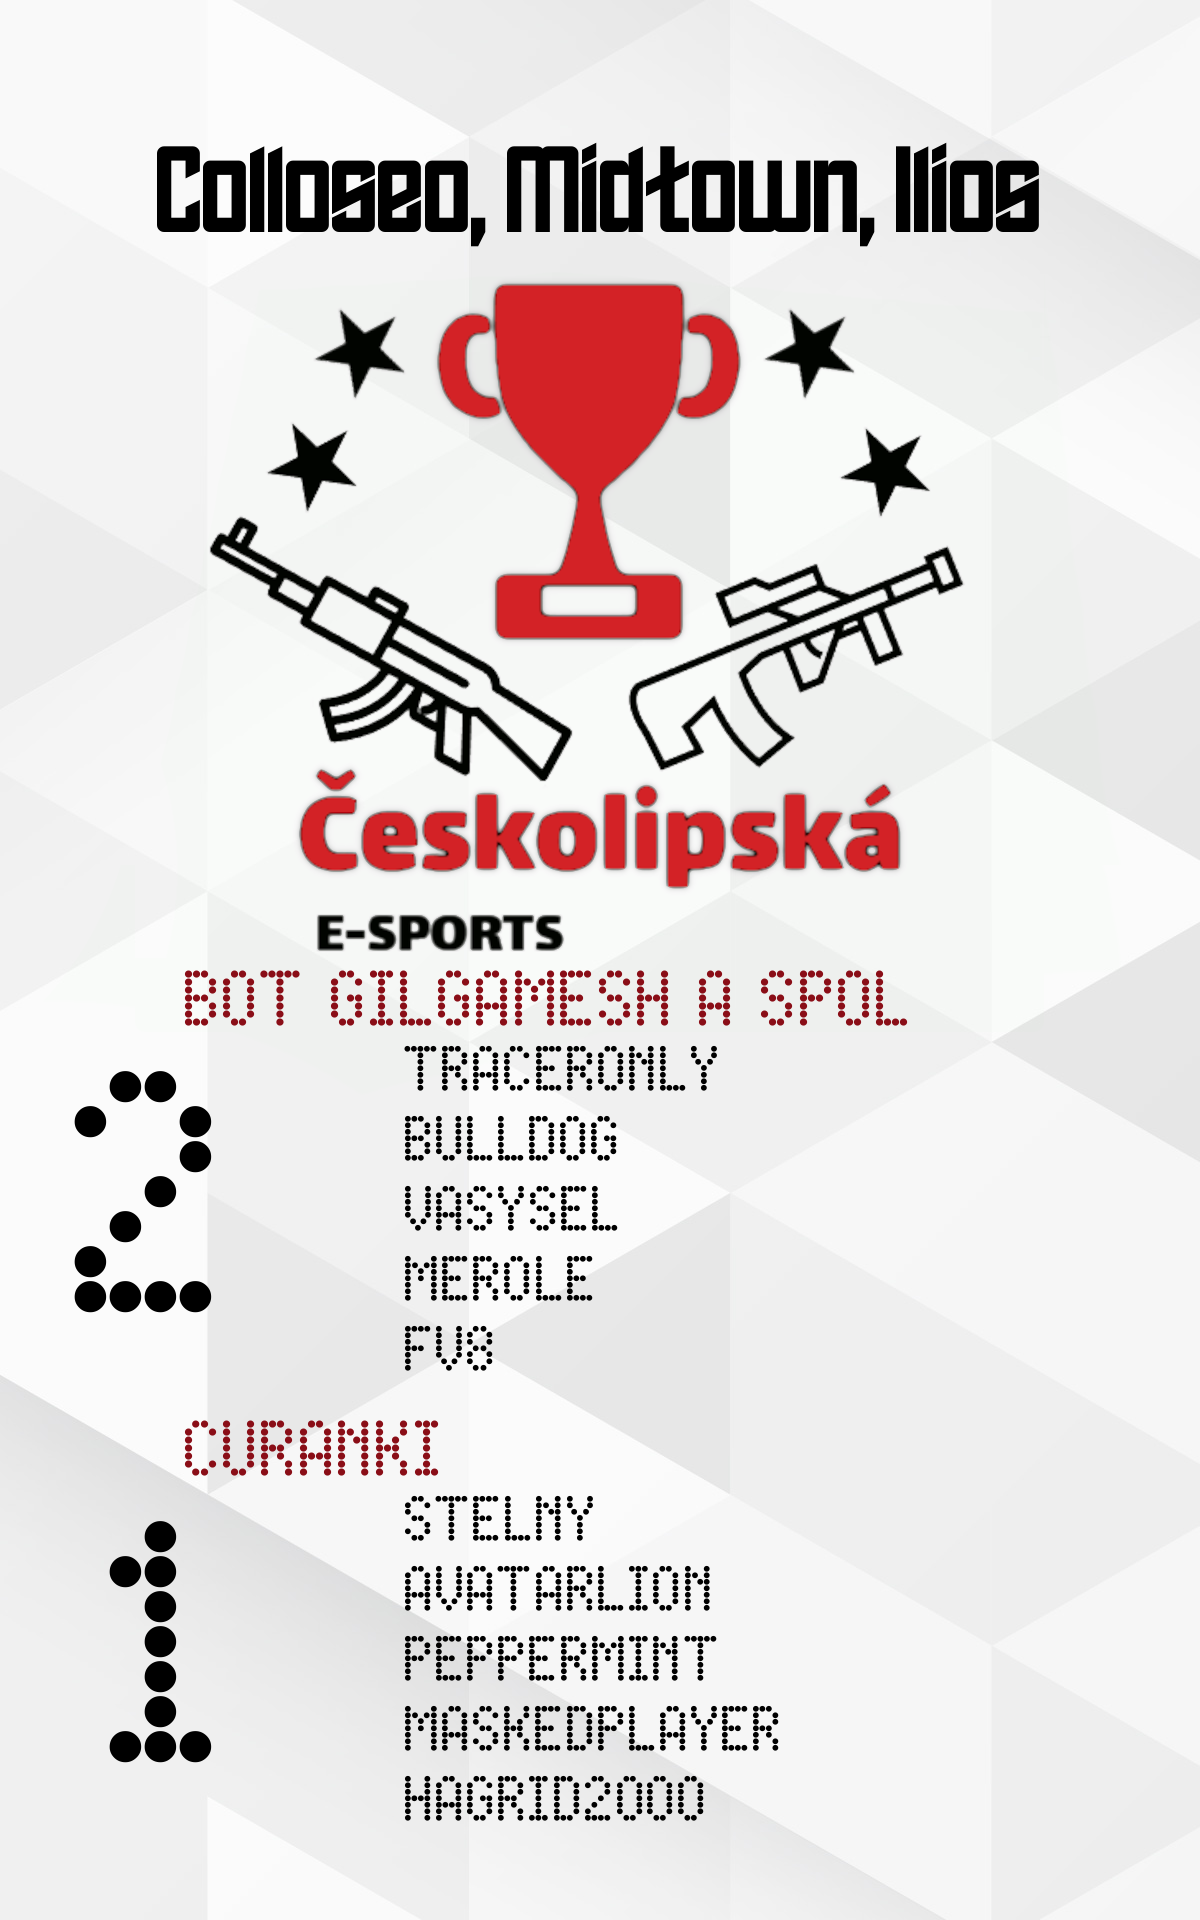 Colloseo, Midtown, Ilios
Českolipská
E-SPORTS
BOT GILGAMESH A SPOL
2
TRACERONLY
BULLDOG
VASYSEL
MEROLE
FV8
CURANKI
1
STELNY
AVATARLION
PEPPERMINT
MASKEDPLAYER
HAGRID2000